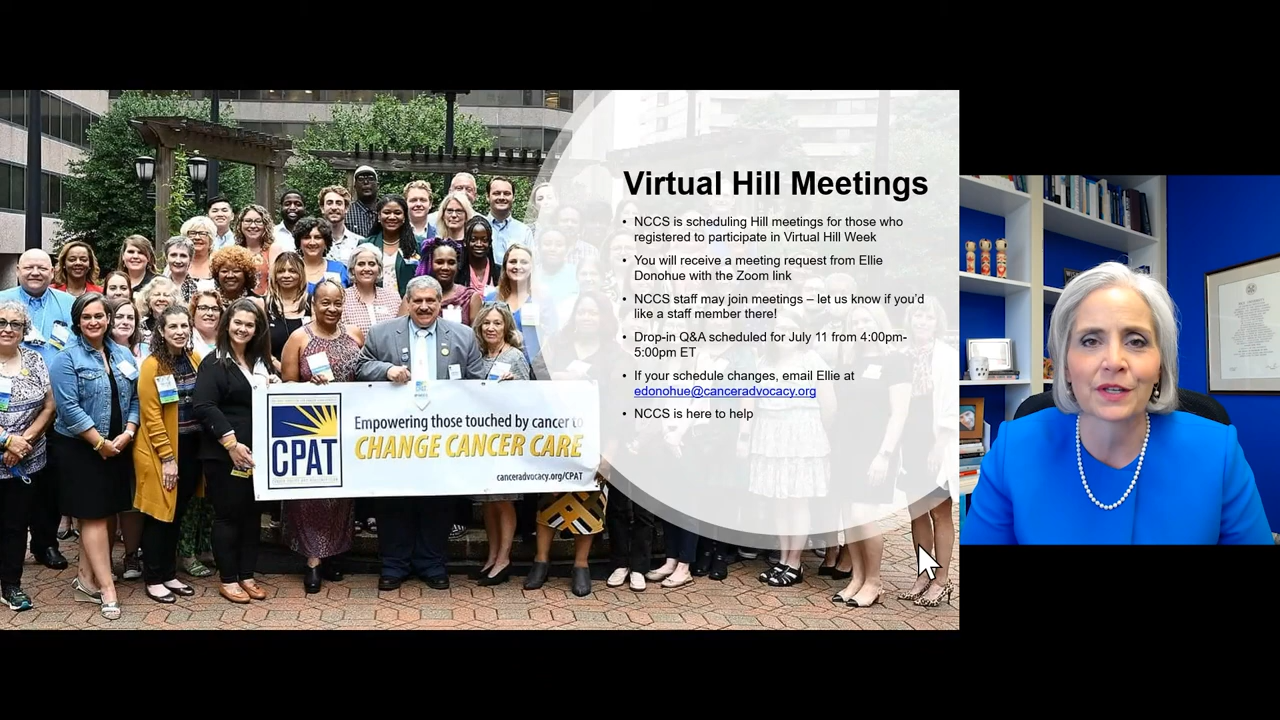 Virtual Hill Meetings
• NCCS is scheduling Hill meetings for those who
registered to participate in Virtual Hill Week
• You will receive a meeting request from Ellie
Donohue with the Zoom link
• NCCS staff may join meetings – let us know if you'd
like a staff member there!
• Drop-in Q&A scheduled for July 11 from 4:00pm-
5:00pm ET
• If your schedule changes, email Ellie at
edonohue@canceradvocacy.org
• NCCS is here to help
CPAT
Empowering those touched by cancer to
CHANGE CANCER CARE
canceradvocacy.org/CPAT